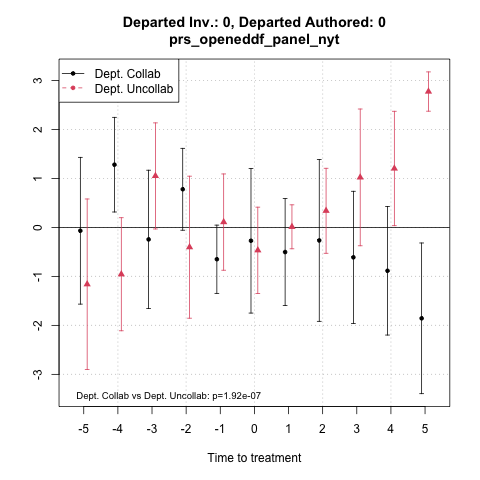 Departed Inv.: 0, Departed Authored: 0
prs_openeddf_panel_nyt
Dept. Collab
Dept. Uncollab
3
2
1
0
-1
-2
-3
Dept. Collab vs Dept. Uncollab: p=1.92e-07
-5 -4 -3 -2 -1 0 1 2 3 4 5
Time to treatment